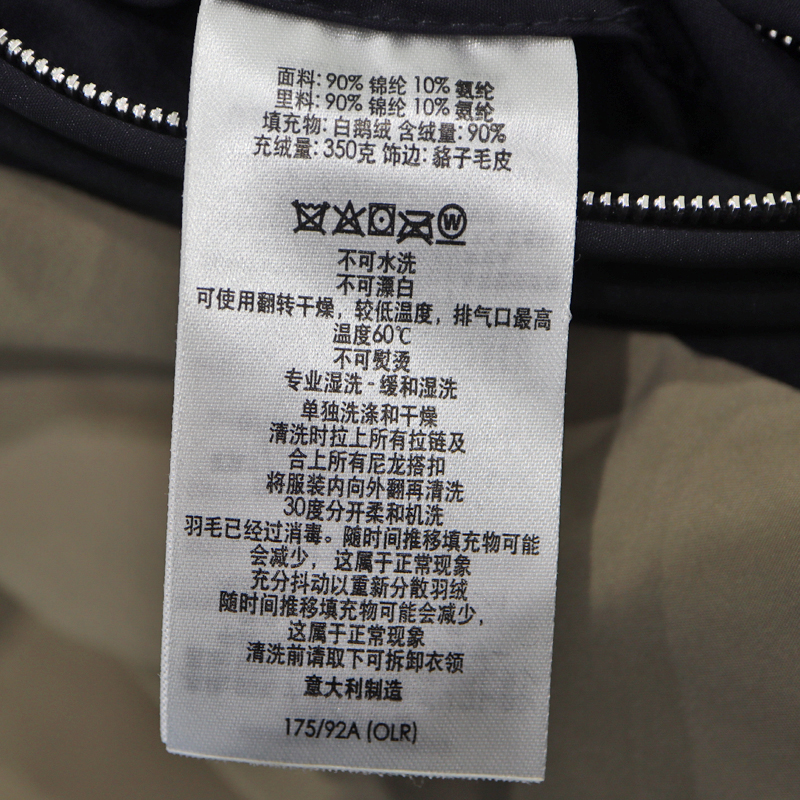 面料: 90% 锦纶 10% 氨纶
里料: 90% 锦纶 10% 氨纶
填充物: 白鹅绒 含绒量: 90%
充绒量: 350克 饰边: 貉子毛皮
W
不可水洗
不可漂白
可使用翻转干燥，较低温度，排气口最高
温度60℃
不可熨烫
专业湿洗 - 缓和湿洗
单独洗涤和干燥
清洗时拉上所有拉链及
合上所有尼龙搭扣
将服装内向外翻再清洗
30度分开柔和机洗
羽毛已经过消毒。随时间推移填充物可能
会减少，这属于正常现象
充分抖动以重新分散羽绒
随时间推移填充物可能会减少，
这属于正常现象
清洗前请取下可拆卸衣领
意大利制造
175/92A (OLR)